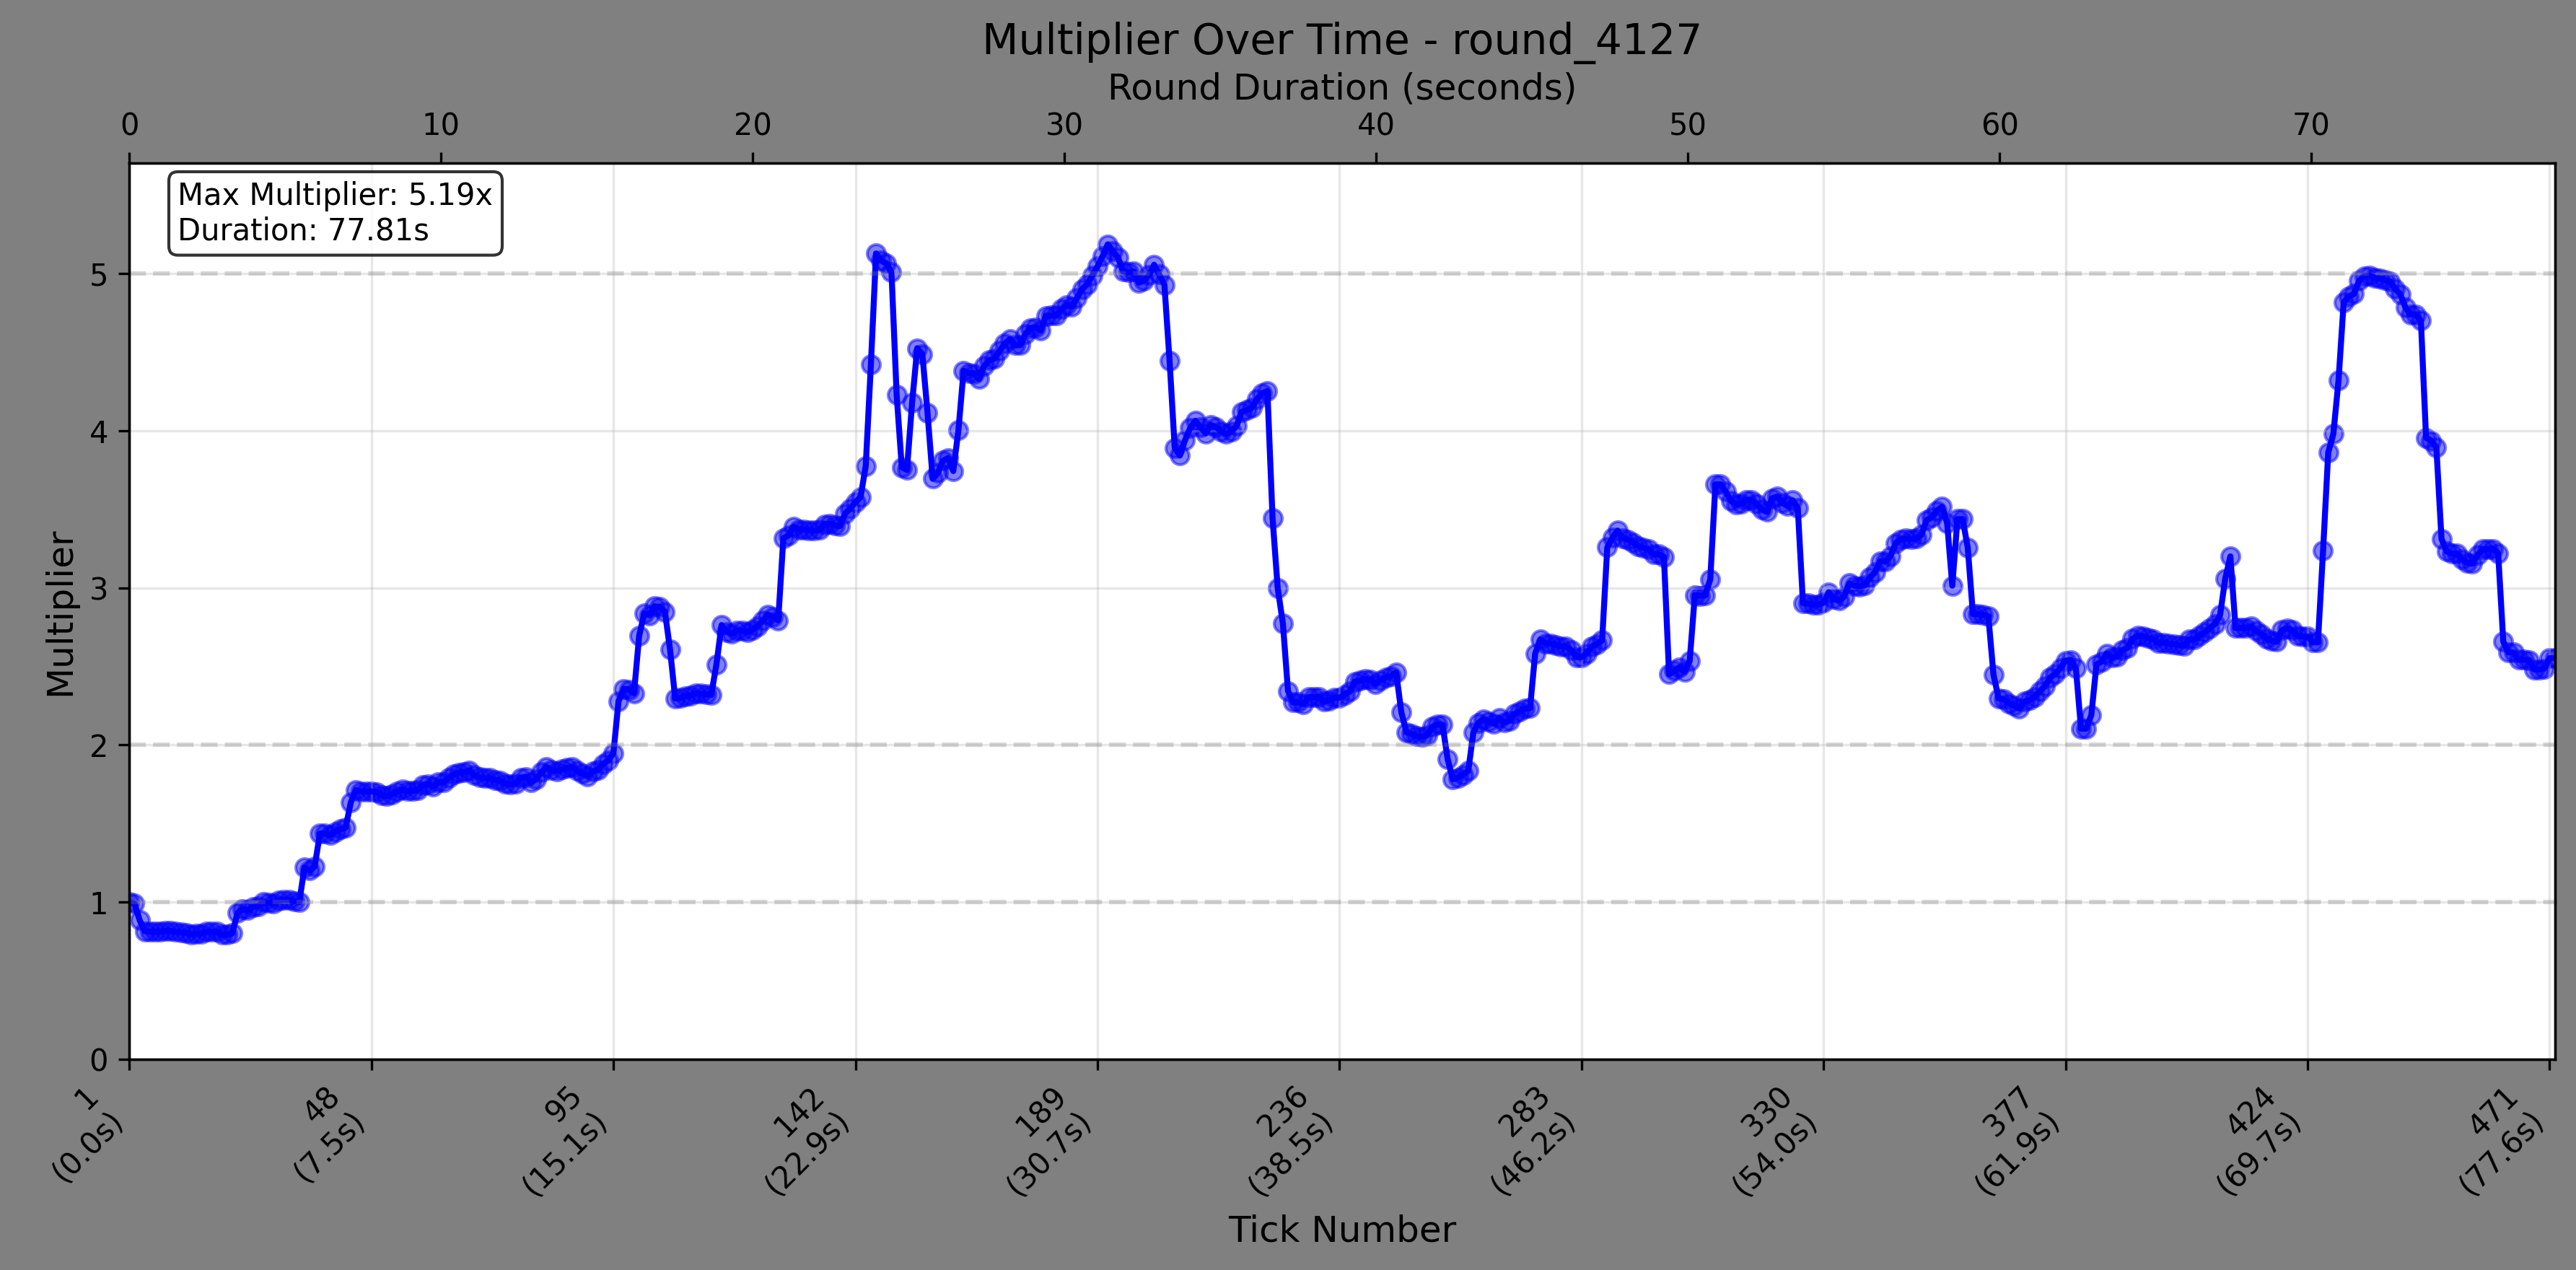 Multiplier Over Time - round_4127
Round Duration (seconds)
0 10 20 30 40 50 60 70
Max Multiplier: 5.19x
Duration: 77.81s
5
4
3
2
1
0
Multiplier
1
(0.0s)
48
(7.5s)
95
(15.1s)
142
(22.9s)
189
(30.7s)
236
(38.5s)
283
(46.2s)
330
(54.0s)
377
(61.9s)
424
(69.7s)
471
(77.6s)
Tick Number